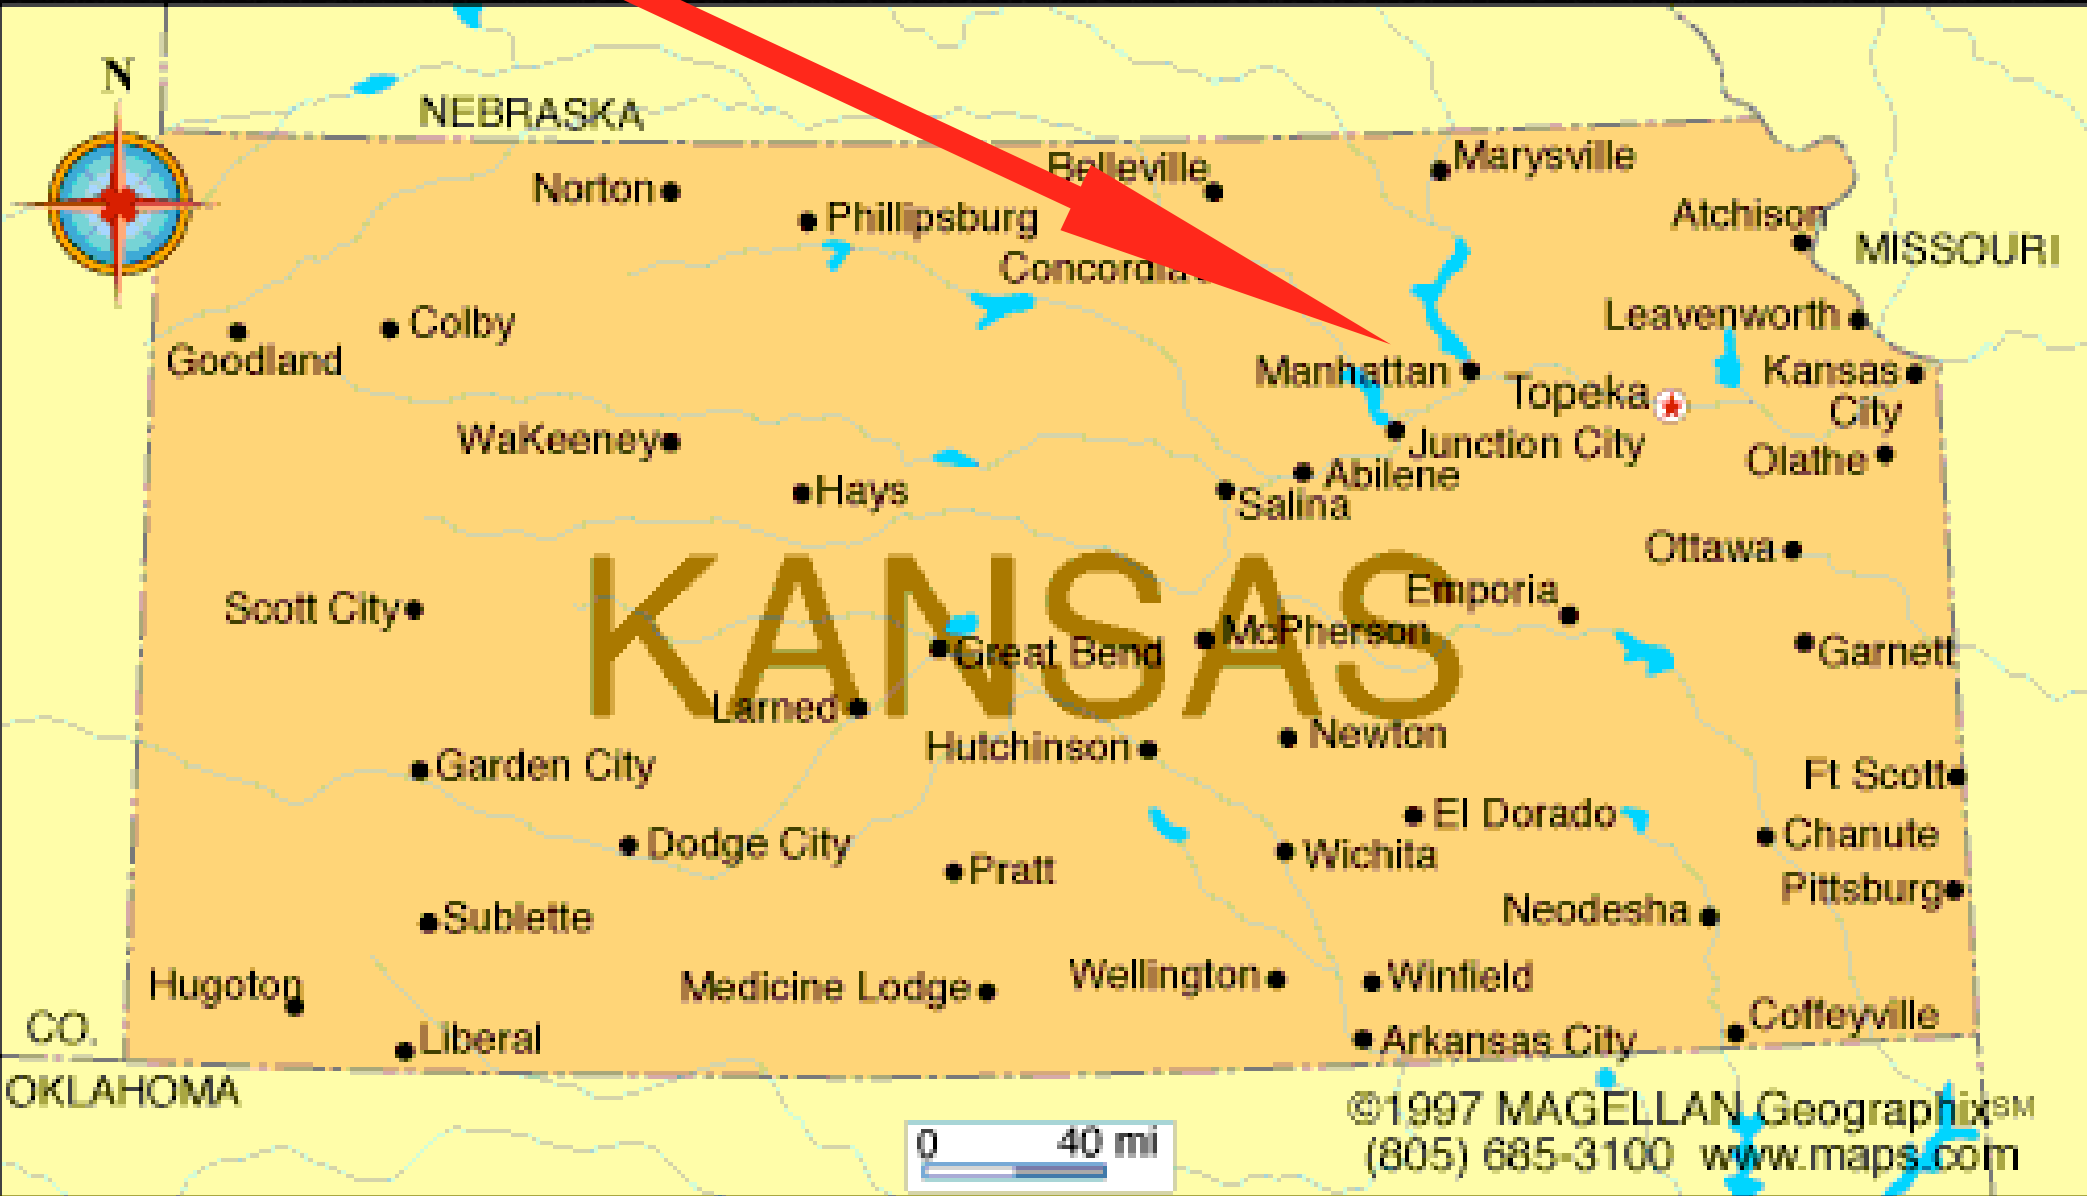 N
NEBRASKA
Belleville
Marysville
Norton
Phillipsburg
Atchison
MISSOURI
Concordia
Leavenworth
Colby
Goodland
Manhattan
Topeka
Kansas
City
WaKeeney
Junction City
Olathe
Hays
Abilene
Salina
Ottawa
KANSAS
Emporia
Scott City
McPherson
Great Bend
Garnett
Larned
Hutchinson
Newton
Garden City
Ft Scott
El Dorado
Chanute
Dodge City
Wichita
Pratt
Pittsburg
Sublette
Neodesha
Hugoton
Medicine Lodge
Wellington
Winfield
CO.
Liberal
Arkansas City
Coffeyville
OKLAHOMA
©1997 MAGELLAN Geographix℠
0 40 mi
(805) 685-3100 www.maps.com